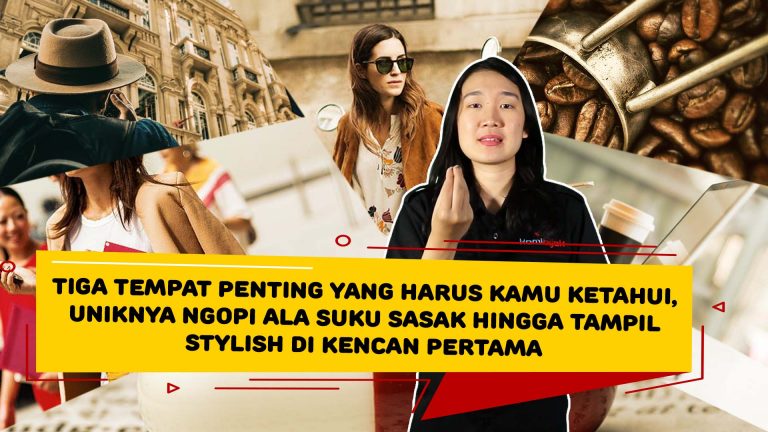 TIGA TEMPAT PENTING YANG HARUS KAMU KETAHUI,
UNIKNYA NGOPI ALA SUKU SASAK HINGGA TAMPIL
STYLISH DI KENCAN PERTAMA